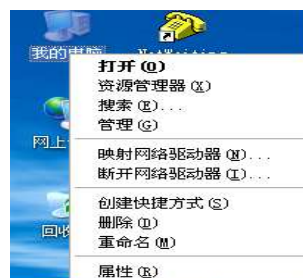 我的电脑
打开(O)
资源管理器(X)
搜索(E)...
管理(G)
网上
映射网络驱动器(N)...
断开网络驱动器(I)...
创建快捷方式(S)
删除(D)
回收
重命名(M)
属性(R)